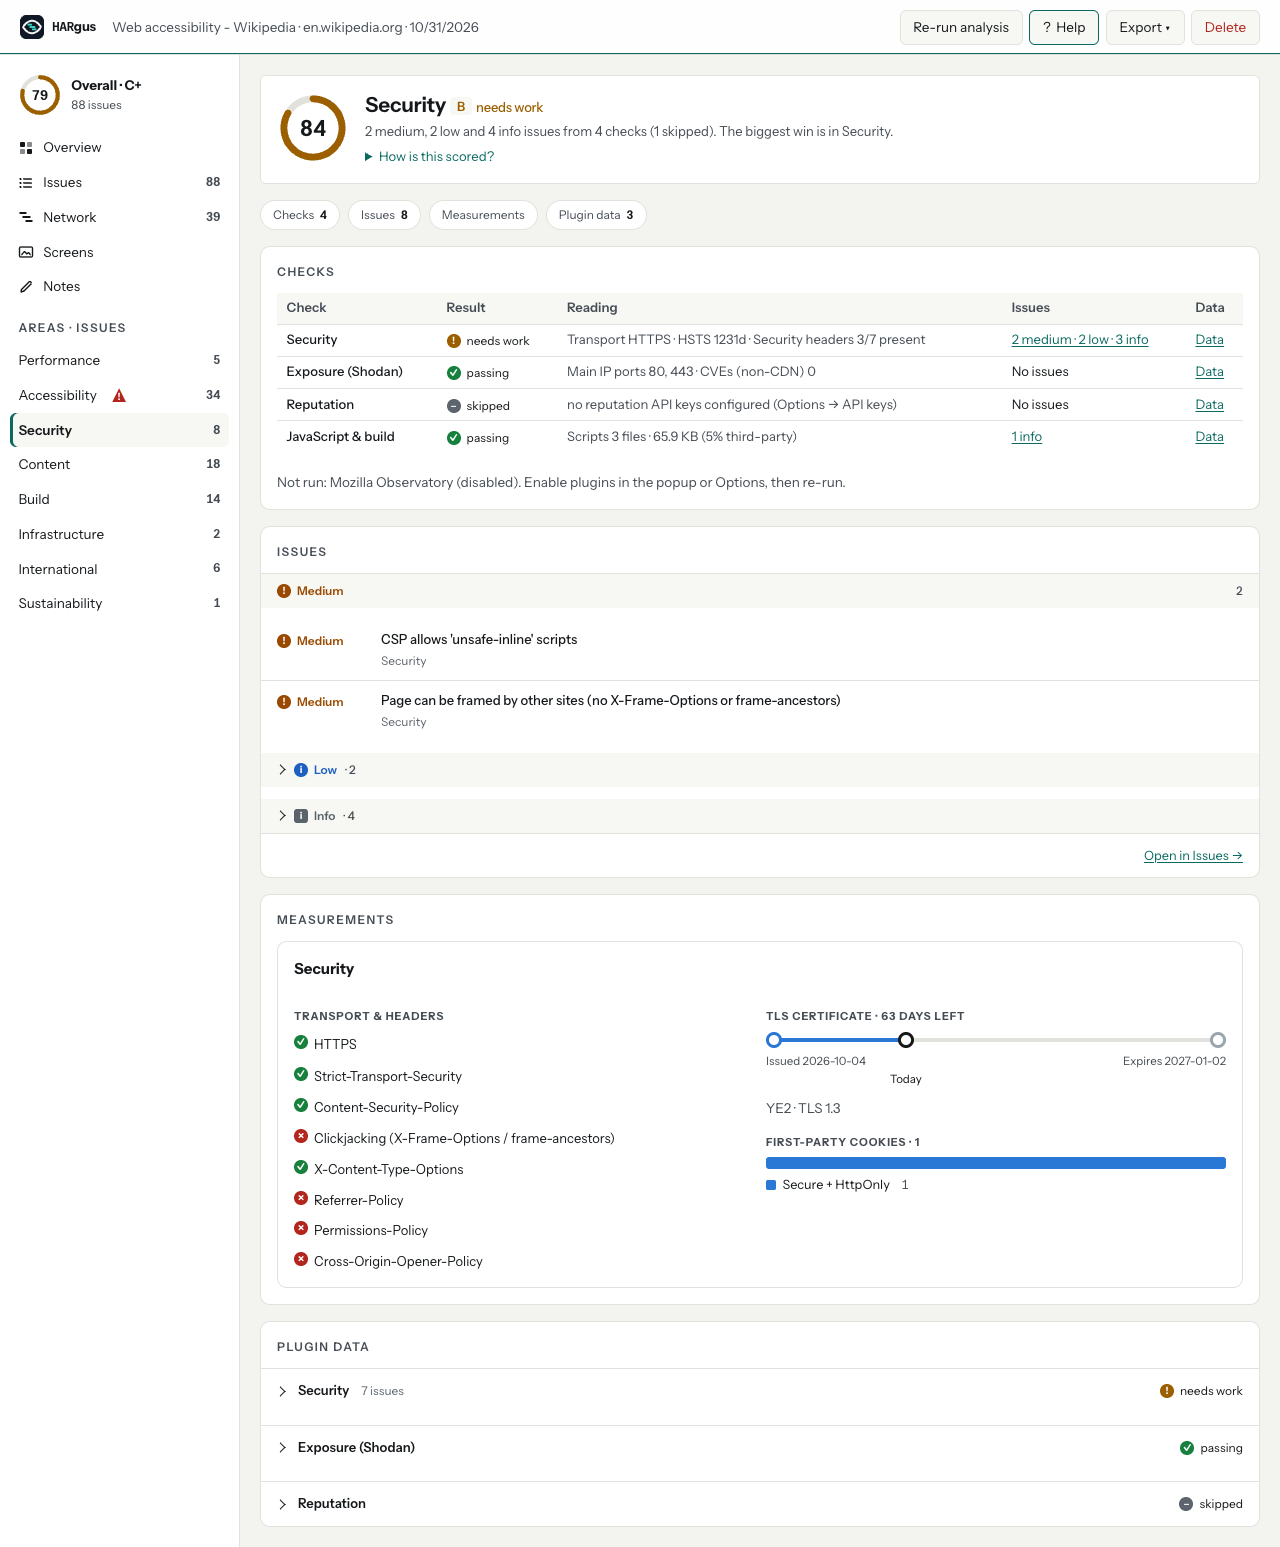 HARgus Web accessibility - Wikipedia · en.wikipedia.org · 10/31/2026 Re-run analysis ? Help Export ▾ Delete
79 Overall · C+
88 issues
Overview
Issues 88
Network 39
Screens
Notes
AREAS · ISSUES
Performance 5
Accessibility 34
Security 8
Content 18
Build 14
Infrastructure 2
International 6
Sustainability 1
84
Security B needs work
2 medium, 2 low and 4 info issues from 4 checks (1 skipped). The biggest win is in Security.
▶ How is this scored?
Checks 4 Issues 8 Measurements Plugin data 3
CHECKS
Check Result Reading Issues Data
Security needs work Transport HTTPS · HSTS 1231d · Security headers 3/7 present 2 medium · 2 low · 3 info Data
Exposure (Shodan) passing Main IP ports 80, 443 · CVEs (non-CDN) 0 No issues Data
Reputation skipped no reputation API keys configured (Options → API keys) No issues Data
JavaScript & build passing Scripts 3 files · 65.9 KB (5% third-party) 1 info Data
Not run: Mozilla Observatory (disabled). Enable plugins in the popup or Options, then re-run.
ISSUES
Medium 2
Medium CSP allows 'unsafe-inline' scripts
Security
Medium Page can be framed by other sites (no X-Frame-Options or frame-ancestors)
Security
Low · 2
Info · 4
Open in Issues →
MEASUREMENTS
Security
TRANSPORT & HEADERS
HTTPS
Strict-Transport-Security
Content-Security-Policy
Clickjacking (X-Frame-Options / frame-ancestors)
X-Content-Type-Options
Referrer-Policy
Permissions-Policy
Cross-Origin-Opener-Policy
TLS CERTIFICATE · 63 DAYS LEFT
Issued 2026-10-04 Expires 2027-01-02
Today
YE2 · TLS 1.3
FIRST-PARTY COOKIES · 1
Secure + HttpOnly 1
PLUGIN DATA
Security 7 issues needs work
Exposure (Shodan) passing
Reputation skipped